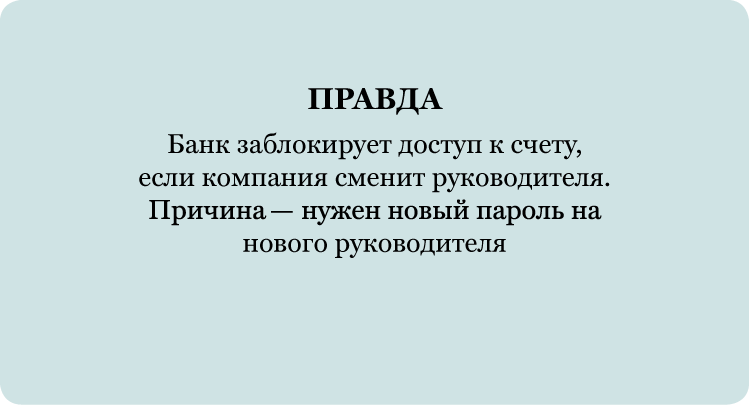 ПРАВДА
Банк заблокирует доступ к счету,
если компания сменит руководителя.
Причина — нужен новый пароль на
нового руководителя